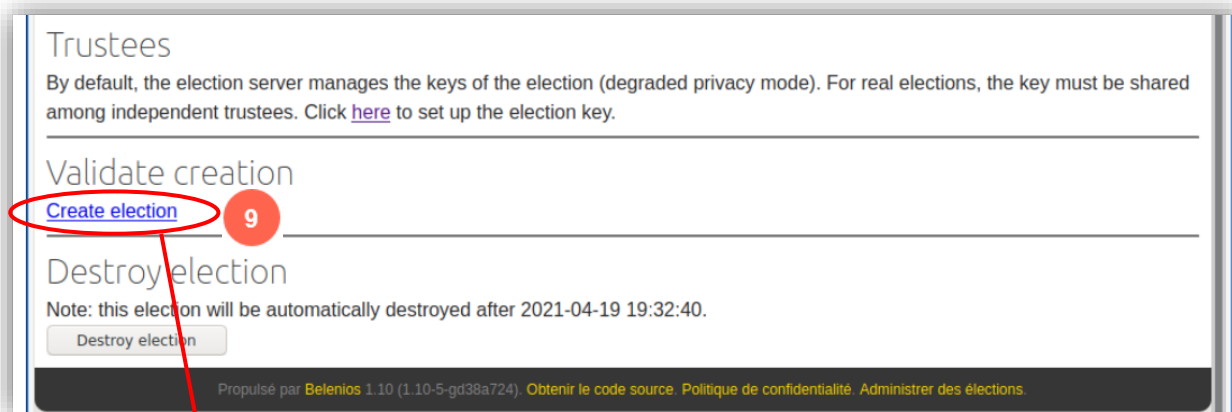 Trustees
By default, the election server manages the keys of the election (degraded privacy mode). For real elections, the key must be shared
among independent trustees. Click here to set up the election key.
Validate creation
Create election
9
Destroy election
Note: this election will be automatically destroyed after 2021-04-19 19:32:40.
Destroy election
Propulsé par Belenios 1.10 (1.10-5-gd38a724). Obtenir le code source. Politique de confidentialité. Administrer des élections.